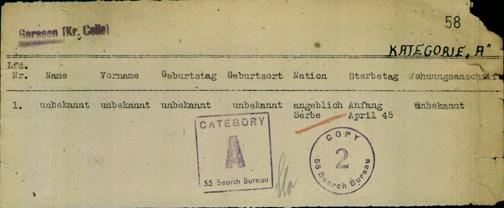 58
Garssen (Kr. Celle)
KATEGORIE „A"
Lfd.
Nr. Name Vorname Geburtstag Geburtsort Nation Sterbetag Wohnungsanschrift
1. unbekannt unbekannt unbekannt unbekannt angeblich Anfang unbekannt
Serbe April 45
CATEGORY
A
55 Search Bureau
COPY
2
55 Search Bureau